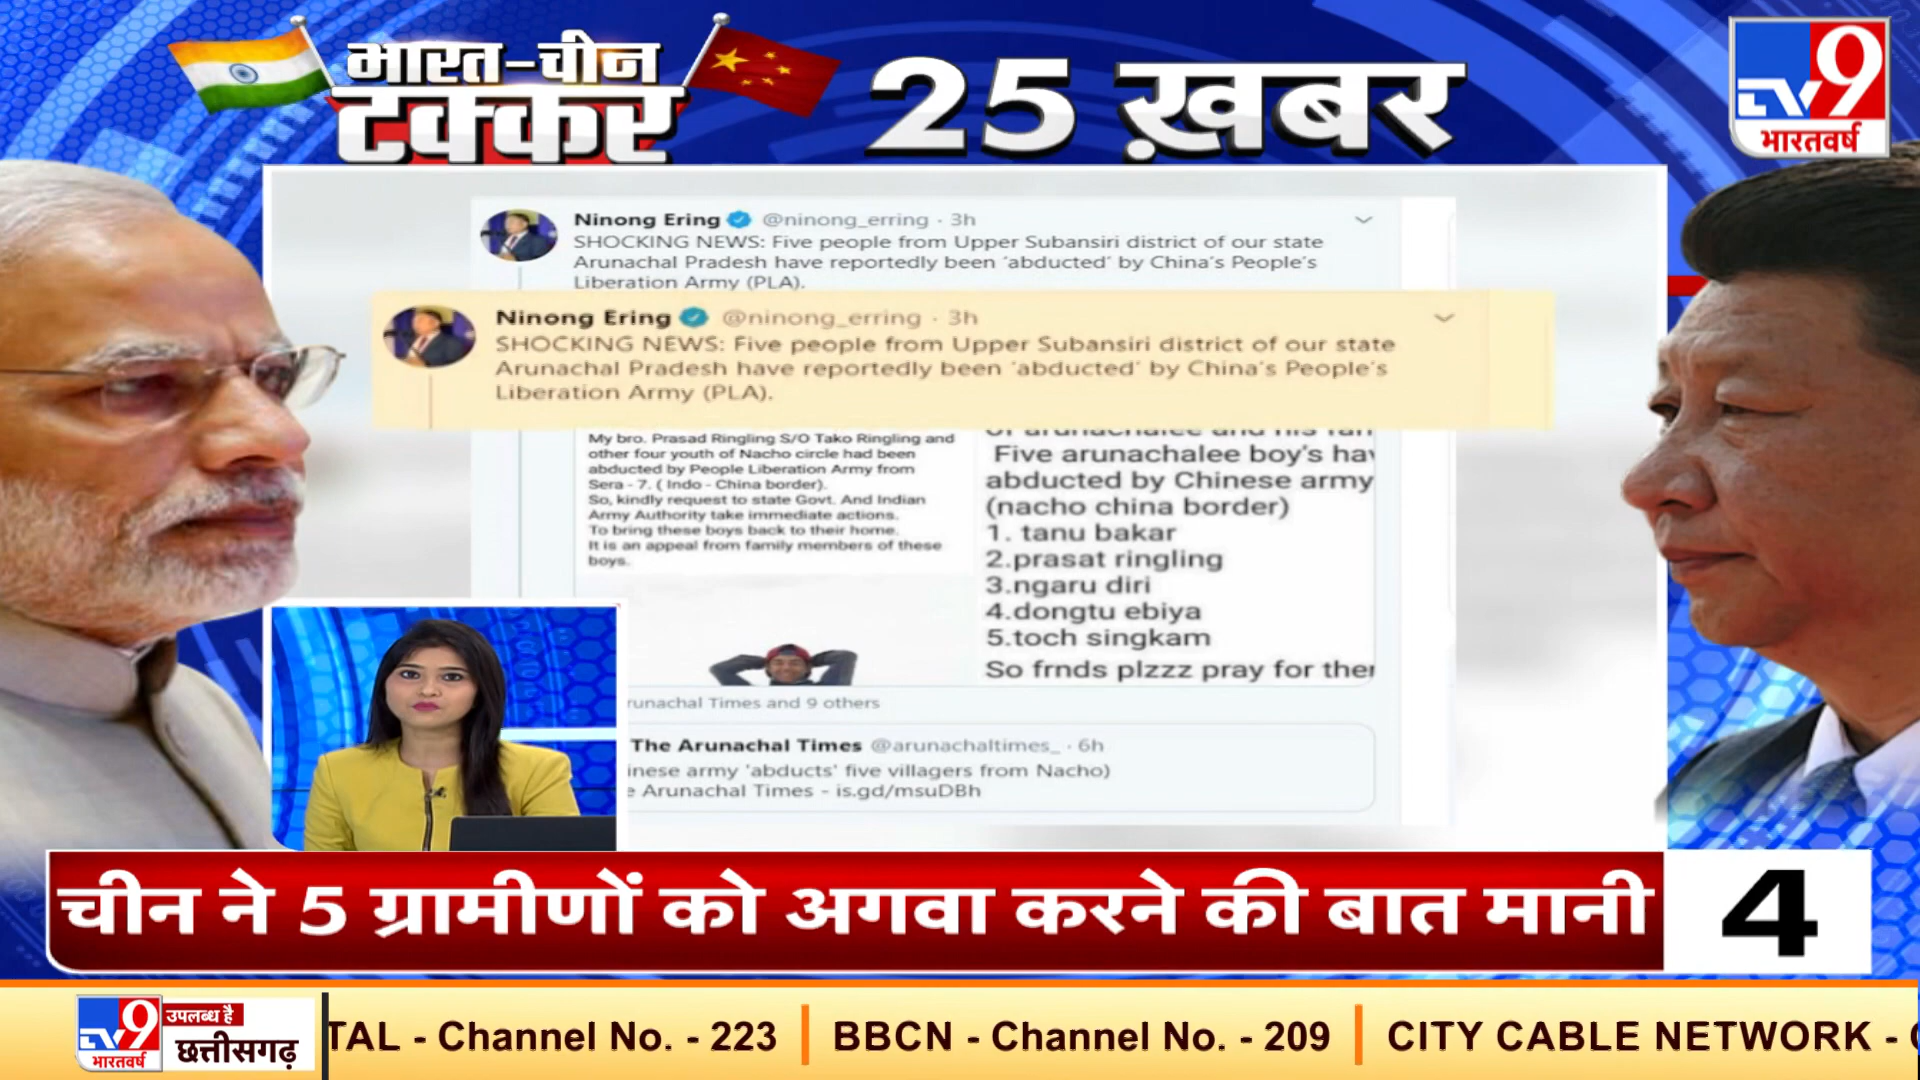 भारत-चीन
टक्कर
25 ख़बर
TV9
भारतवर्ष
Ninong Ering @ninong_erring · 3h
SHOCKING NEWS: Five people from Upper Subansiri district of our state
Arunachal Pradesh have reportedly been 'abducted' by China's People's
Liberation Army (PLA).
Ninong Ering @ninong_erring · 3h
SHOCKING NEWS: Five people from Upper Subansiri district of our state
Arunachal Pradesh have reportedly been 'abducted' by China's People's
Liberation Army (PLA).
My bro. Prasad Ringling S/O Tako Ringling and
other four youth of Nacho circle had been
abducted by People Liberation Army from
Sera - 7. ( Indo - China border).
So, kindly request to state Govt. And Indian
Army Authority take immediate actions.
To bring these boys back to their home.
It is an appeal from family members of these
boys.
of arunachalee and his
Five arunachalee boy's hav
abducted by Chinese army
(nacho china border)
1. tanu bakar
2.prasat ringling
3.ngaru diri
4.dongtu ebiya
5.toch singkam
So frnds plzzz pray for
runachal Times and 9 others
The Arunachal Times @arunachaltimes_ · 6h
inese army 'abducts' five villagers from Nacho)
e Arunachal Times - is.gd/msuDBh
चीन ने 5 ग्रामीणों को अगवा करने की बात मानी
4
TV9
भारतवर्ष
उपलब्ध है
छत्तीसगढ़
TAL - Channel No. - 223 | BBCN - Channel No. - 209 | CITY CABLE NETWORK -